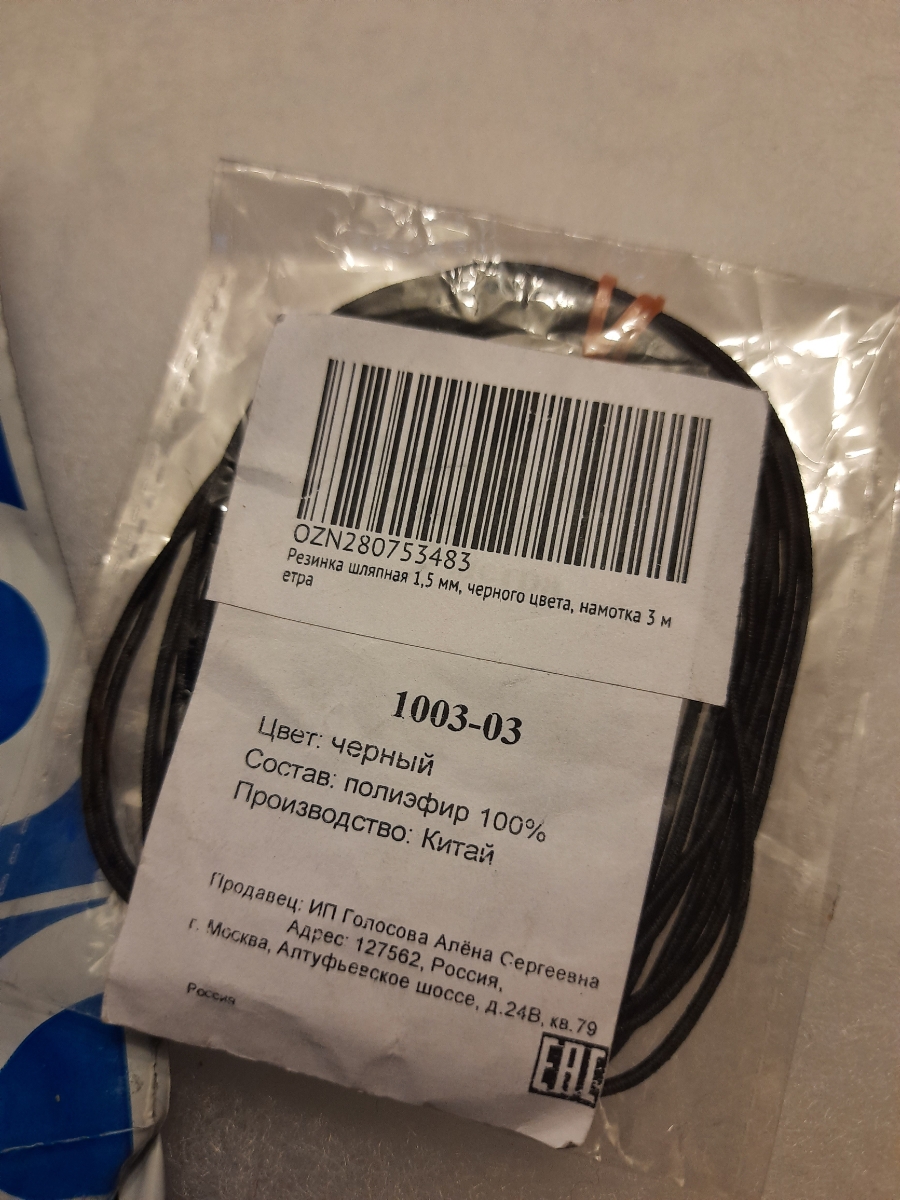 OZN280753483
Резинка шляпная 1,5 мм, черного цвета, намотка 3 м
етра
1003-03
Цвет: черный
Состав: полиэфир 100%
Производство: Китай
Продавец: ИП Голосова Алёна Сергеевна
Адрес: 127562, Россия,
г. Москва, Алтуфьевское шоссе, д.24В, кв.79
Россия
ЕАС